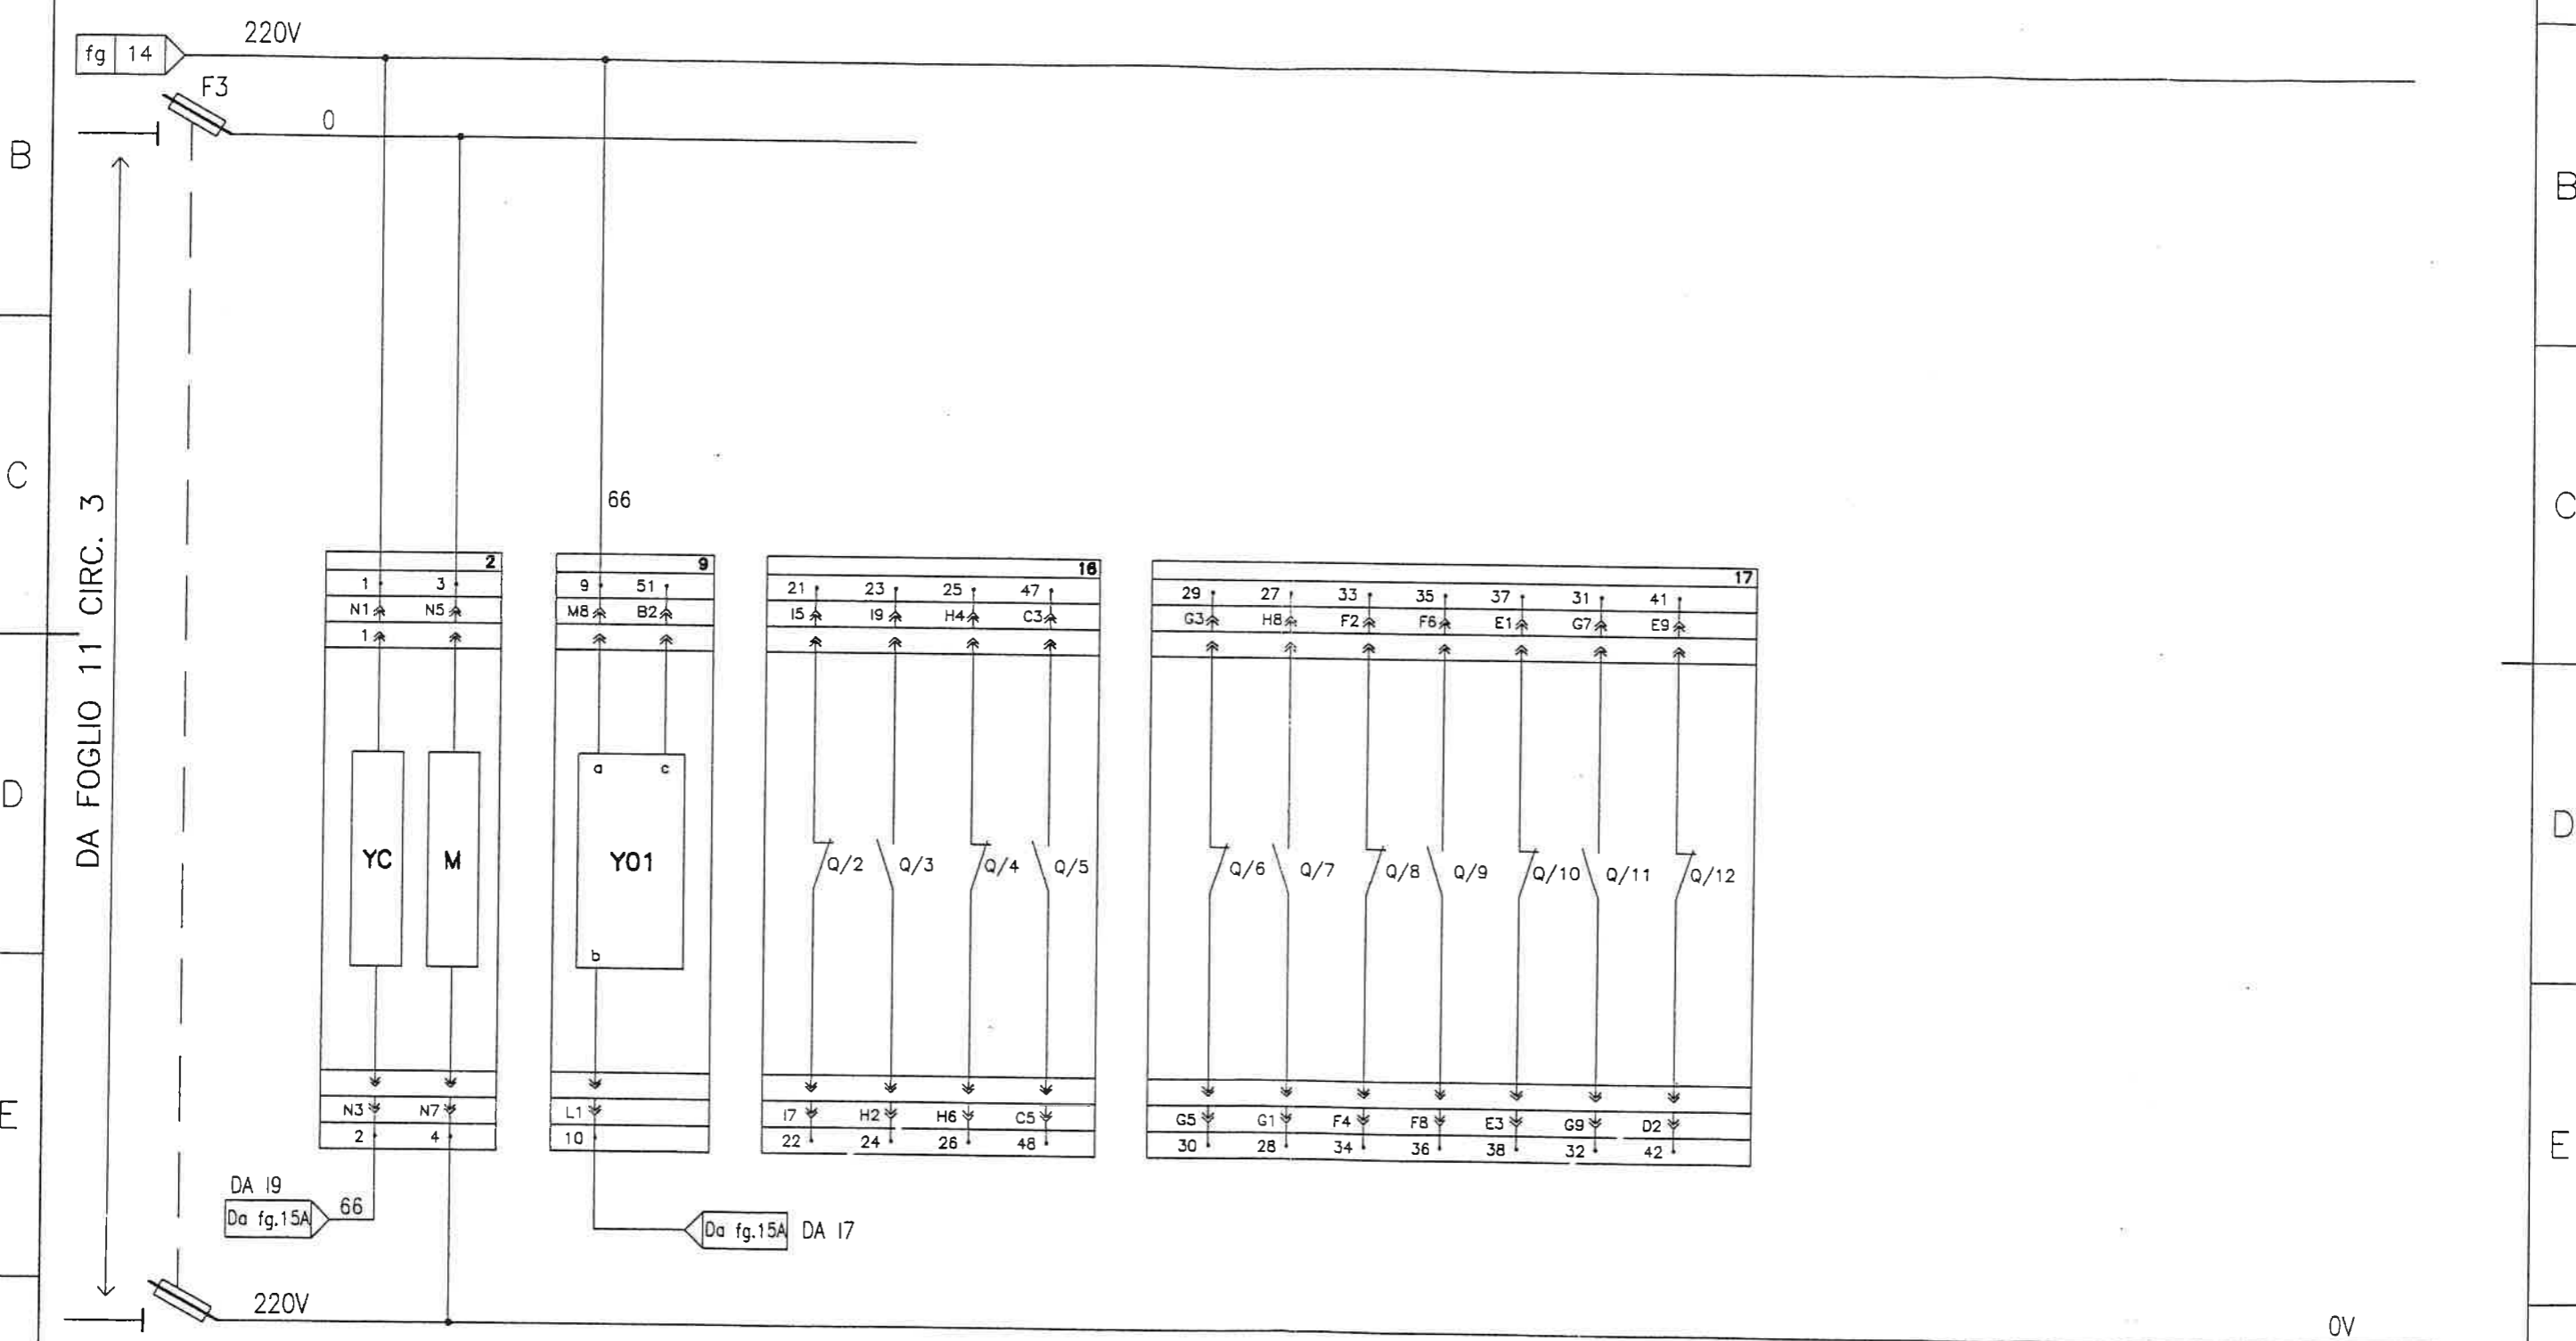 220V
fg 14
F3
0
B
B
C
C
DA FOGLIO 11 CIRC. 3
66
2
9
16
17
1 3
9 51
21 23 25 47
29 27 33 35 37 31 41
N1 N5
M8 B2
I5 I9 H4 C3
G3 H8 F2 F6 E1 G7 E9
1
D
D
a c
YC M
Y01
Q/2 Q/3 Q/4 Q/5
Q/6 Q/7 Q/8 Q/9 Q/10 Q/11 Q/12
b
E
E
N3 N7
L1
I7 H2 H6 C5
G5 G1 F4 F8 E3 G9 D2
2 4
10
22 24 26 48
30 28 34 36 38 32 42
DA I9
Da fg.15A 66
Da fg.15A DA I7
220V
0V